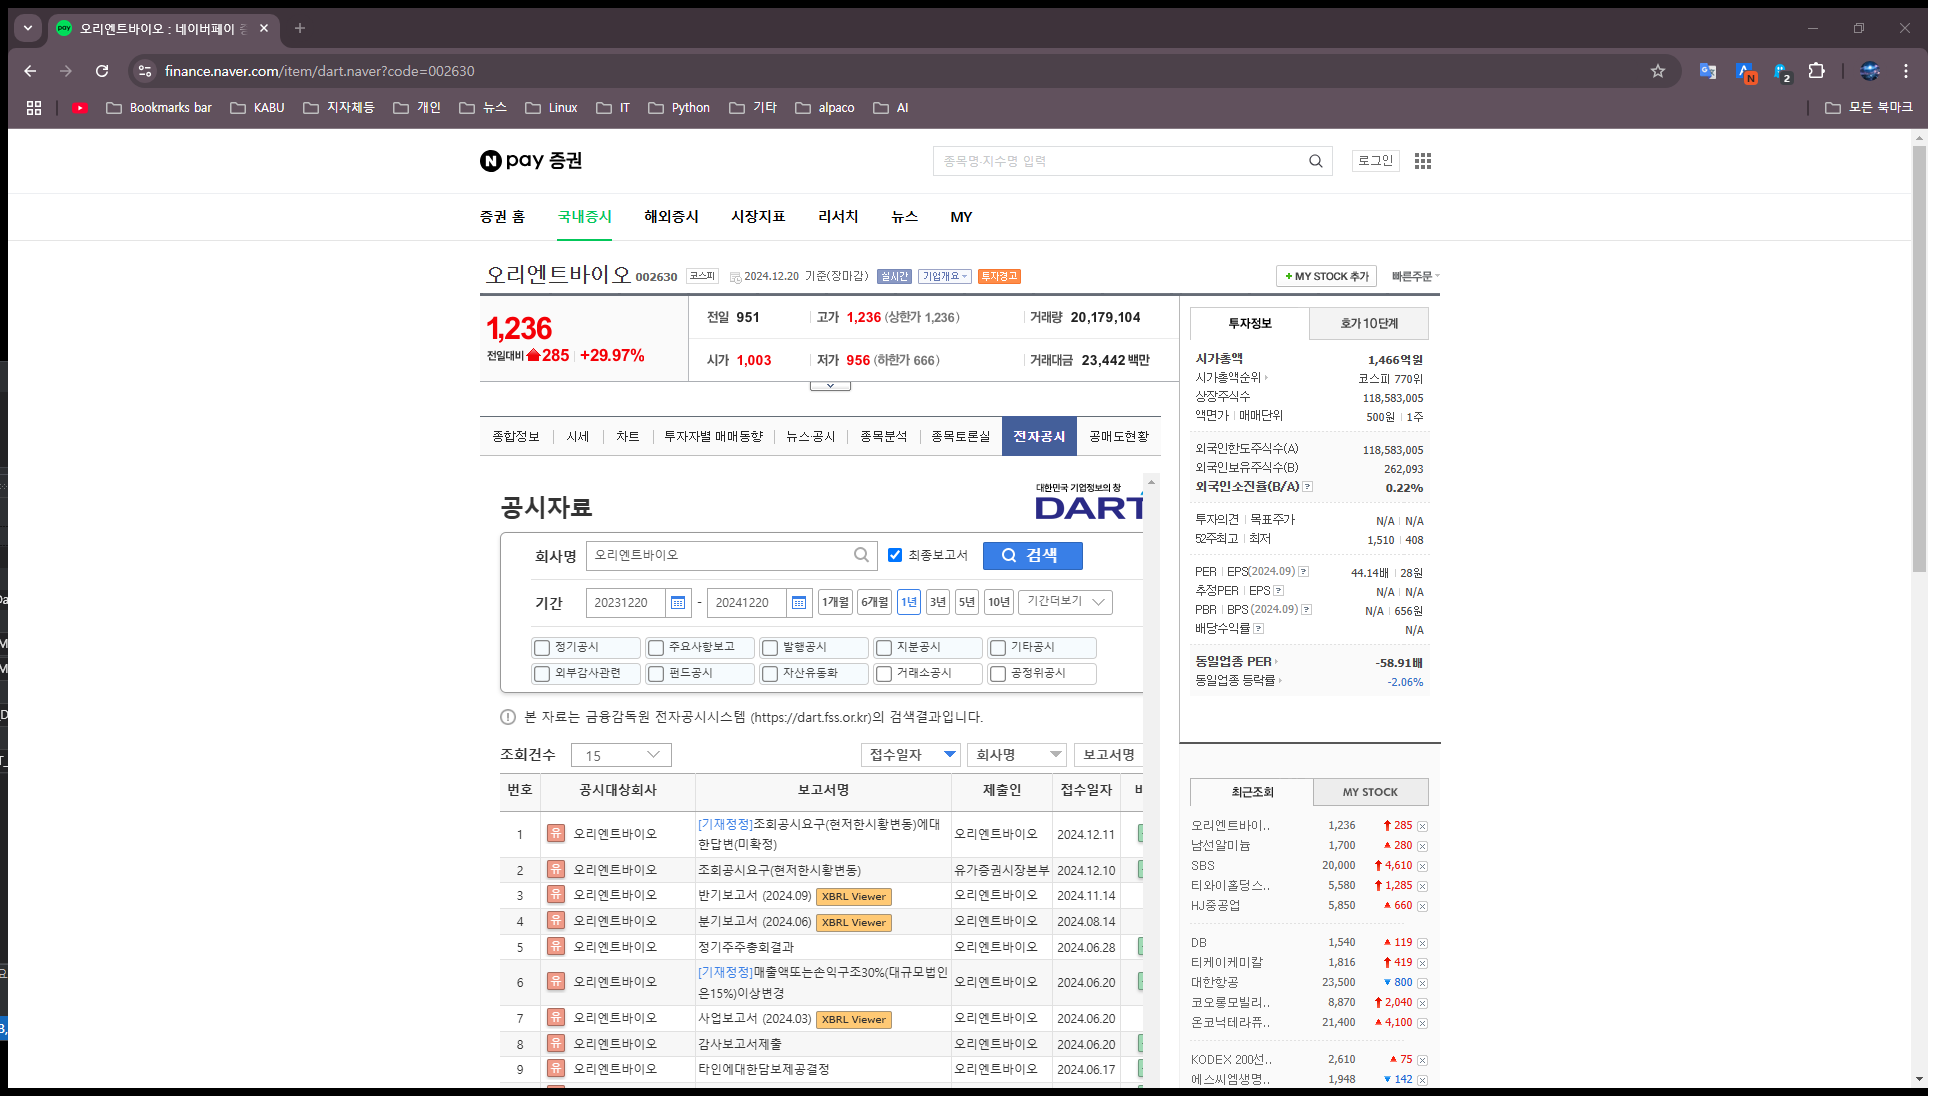 오리엔트바이오 : 네이버페이 증
finance.naver.com/item/dart.naver?code=002630
Bookmarks bar KABU 지자체등 개인 뉴스 Linux IT Python 기타 alpaco AI 모든 북마크
N pay 증권 종목명·지수명 입력 로그인
증권 홈 국내증시 해외증시 시장지표 리서치 뉴스 MY
오리엔트바이오 002630 코스피 2024.12.20 기준(장마감) 실시간 기업개요 투자경고 + MY STOCK 추가 빠른주문
1,236
전일대비 285 +29.97%
전일 951 고가 1,236 (상한가 1,236) 거래량 20,179,104
시가 1,003 저가 956 (하한가 666) 거래대금 23,442 백만
종합정보 시세 차트 투자자별 매매동향 뉴스·공시 종목분석 종목토론실 전자공시 공매도현황
공시자료
대한민국 기업정보의 창
DART
회사명 오리엔트바이오 최종보고서 검색
기간 20231220 - 20241220 1개월 6개월 1년 3년 5년 10년 기간더보기
정기공시 주요사항보고 발행공시 지분공시 기타공시
외부감사관련 펀드공시 자산유동화 거래소공시 공정위공시
본 자료는 금융감독원 전자공시시스템 (https://dart.fss.or.kr)의 검색결과입니다.
조회건수 15 접수일자 회사명 보고서명
번호 공시대상회사 보고서명 제출인 접수일자
1 유 오리엔트바이오 [기재정정]조회공시요구(현저한시황변동)에대
한답변(미확정) 오리엔트바이오 2024.12.11
2 유 오리엔트바이오 조회공시요구(현저한시황변동) 유가증권시장본부 2024.12.10
3 유 오리엔트바이오 반기보고서 (2024.09) XBRL Viewer 오리엔트바이오 2024.11.14
4 유 오리엔트바이오 분기보고서 (2024.06) XBRL Viewer 오리엔트바이오 2024.08.14
5 유 오리엔트바이오 정기주주총회결과 오리엔트바이오 2024.06.28
6 유 오리엔트바이오 [기재정정]매출액또는손익구조30%(대규모법인
은15%)이상변경 오리엔트바이오 2024.06.20
7 유 오리엔트바이오 사업보고서 (2024.03) XBRL Viewer 오리엔트바이오 2024.06.20
8 유 오리엔트바이오 감사보고서제출 오리엔트바이오 2024.06.20
9 유 오리엔트바이오 타인에대한담보제공결정 오리엔트바이오 2024.06.17
투자정보 호가 10단계
시가총액 1,466억원
시가총액순위 코스피 770위
상장주식수 118,583,005
액면가 매매단위 500원 1주
외국인한도주식수(A) 118,583,005
외국인보유주식수(B) 262,093
외국인소진율(B/A) ? 0.22%
투자의견 목표주가 N/A N/A
52주최고 최저 1,510 408
PER EPS(2024.09) ? 44.14배 28원
추정PER EPS ? N/A N/A
PBR BPS (2024.09) ? N/A 656원
배당수익률 ? N/A
동일업종 PER -58.91배
동일업종 등락률 -2.06%
최근조회 MY STOCK
오리엔트바이.. 1,236 285
남선알미늄 1,700 280
SBS 20,000 4,610
티와이홀딩스.. 5,580 1,285
HJ중공업 5,850 660
DB 1,540 119
티케이케미칼 1,816 419
대한항공 23,500 800
코오롱모빌리.. 8,870 2,040
온코닉테라퓨.. 21,400 4,100
KODEX 200선.. 2,610 75
에스씨엠생명.. 1,948 142